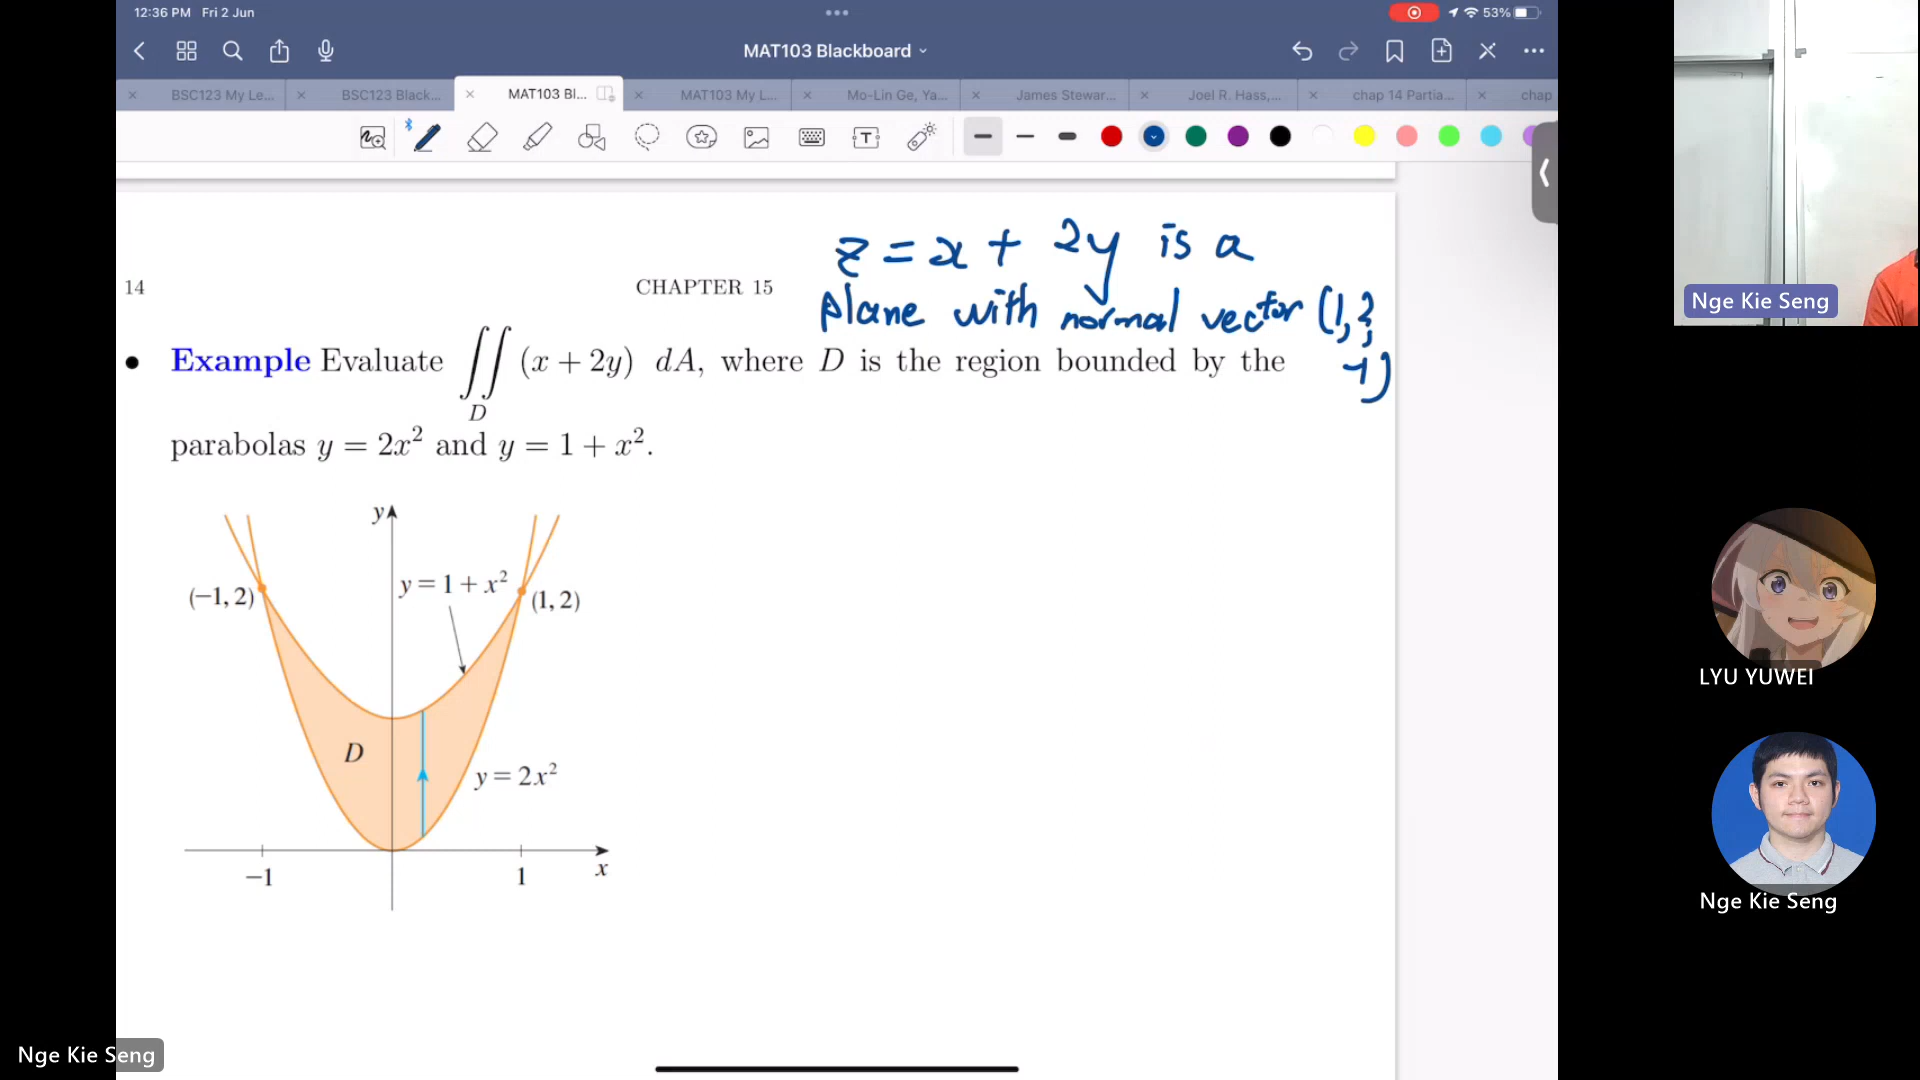 12:36 PM Fri 2 Jun
53%
MAT103 Blackboard
BSC123 My Le...
BSC123 Black...
MAT103 Bl...
MAT103 My L...
Mo-Lin Ge, Ya...
James Stewar...
Joel R. Hass,...
chap 14 Partia...
chap
z = x + 2y is a
plane with normal vector (1, 2,
-1)
14
CHAPTER 15
• Example Evaluate ∬ (x + 2y) dA, where D is the region bounded by the
D
parabolas y = 2x² and y = 1 + x².
y
y = 1 + x²
(−1, 2)
(1, 2)
D
y = 2x²
−1
1
x
Nge Kie Seng
LYU YUWEI
Nge Kie Seng
Nge Kie Seng